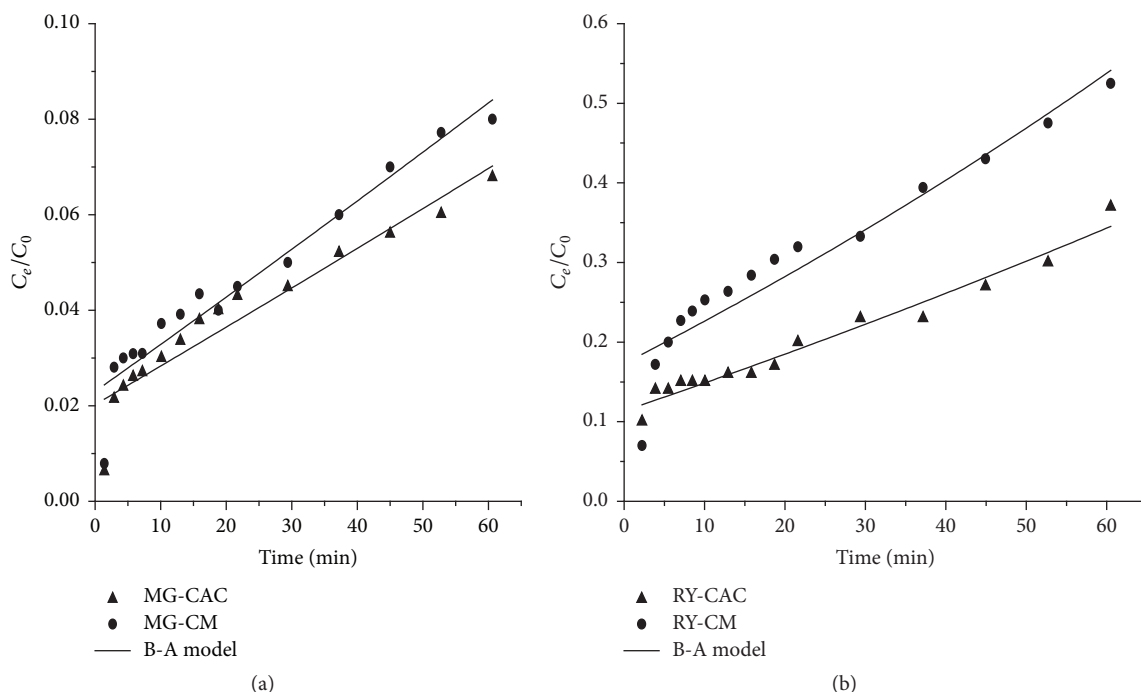 0.10
0.08
0.06
0.04
0.02
0.00
Ce/C0
0 10 20 30 40 50 60
Time (min)
MG-CAC
MG-CM
B-A model
(a)
0.6
0.5
0.4
0.3
0.2
0.1
0.0
Ce/C0
0 10 20 30 40 50 60
Time (min)
RY-CAC
RY-CM
B-A model
(b)